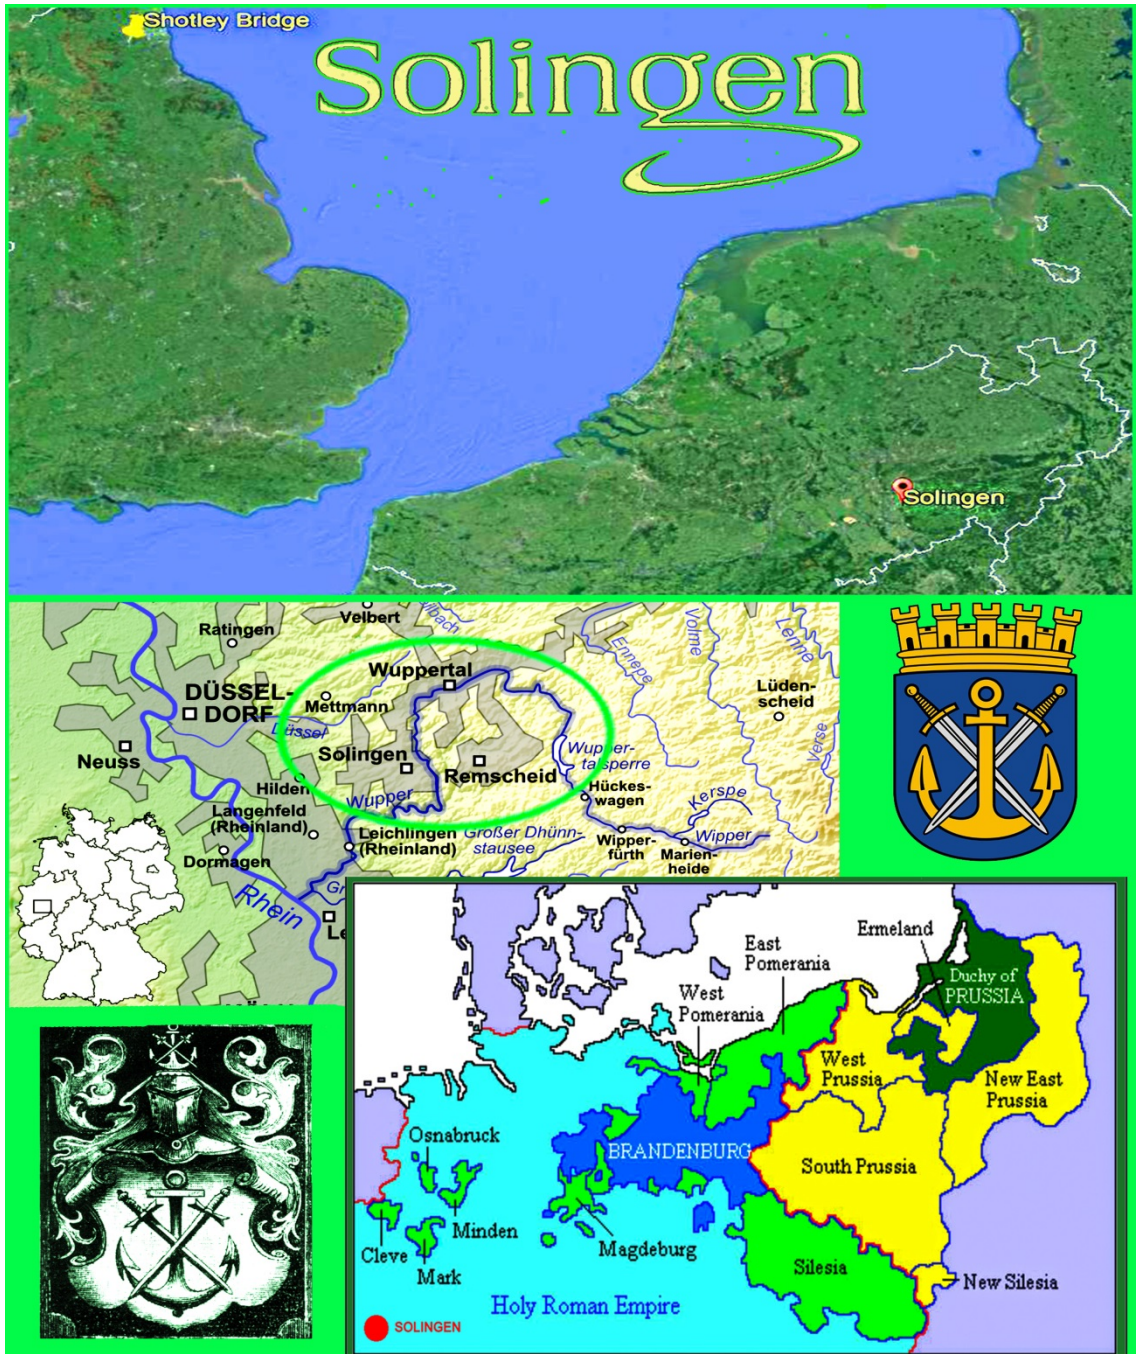 Shotley Bridge
Solingen
Solingen
Velbert
Ratingen
Wuppertal
Ennepe
Volme
Lenne
DÜSSEL-
DORF
Mettmann
Lüden-
scheid
Düssel
Neuss
Solingen
Remscheid
Wupper-
talsperre
Verse
Hilden
Wupper
Hückes-
wagen
Kerspe
Langenfeld
(Rheinland)
Leichlingen
(Rheinland)
Großer Dhünn-
stausee
Wipper-
fürth
Wipper
Marien-
heide
Dormagen
Rhein
Ermeland
East
Pomerania
Duchy of
PRUSSIA
West
Pomerania
West
Prussia
New East
Prussia
Osnabruck
BRANDENBURG
South Prussia
Minden
Cleve
Magdeburg
Mark
Silesia
New Silesia
Holy Roman Empire
SOLINGEN